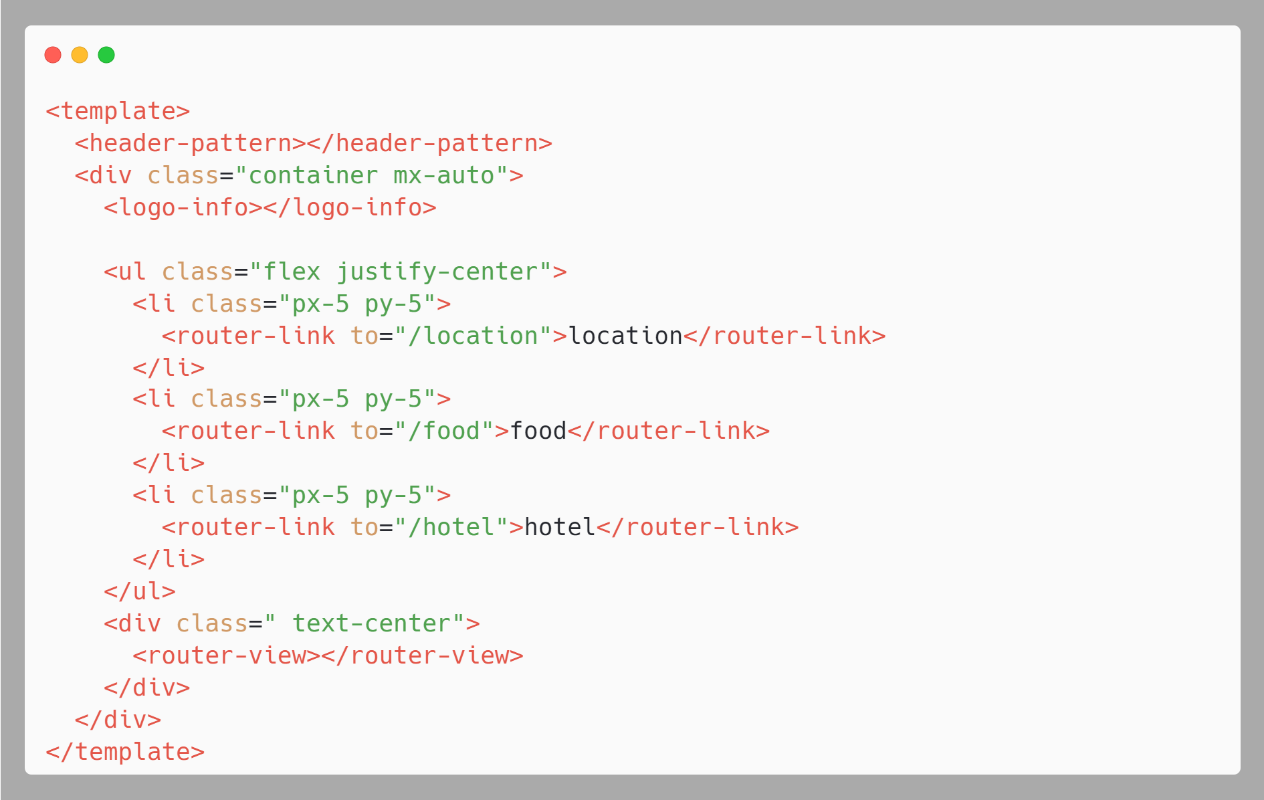 <template>
  <header-pattern></header-pattern>
  <div class="container mx-auto">
    <logo-info></logo-info>

    <ul class="flex justify-center">
      <li class="px-5 py-5">
        <router-link to="/location">location</router-link>
      </li>
      <li class="px-5 py-5">
        <router-link to="/food">food</router-link>
      </li>
      <li class="px-5 py-5">
        <router-link to="/hotel">hotel</router-link>
      </li>
    </ul>
    <div class=" text-center">
      <router-view></router-view>
    </div>
  </div>
</template>